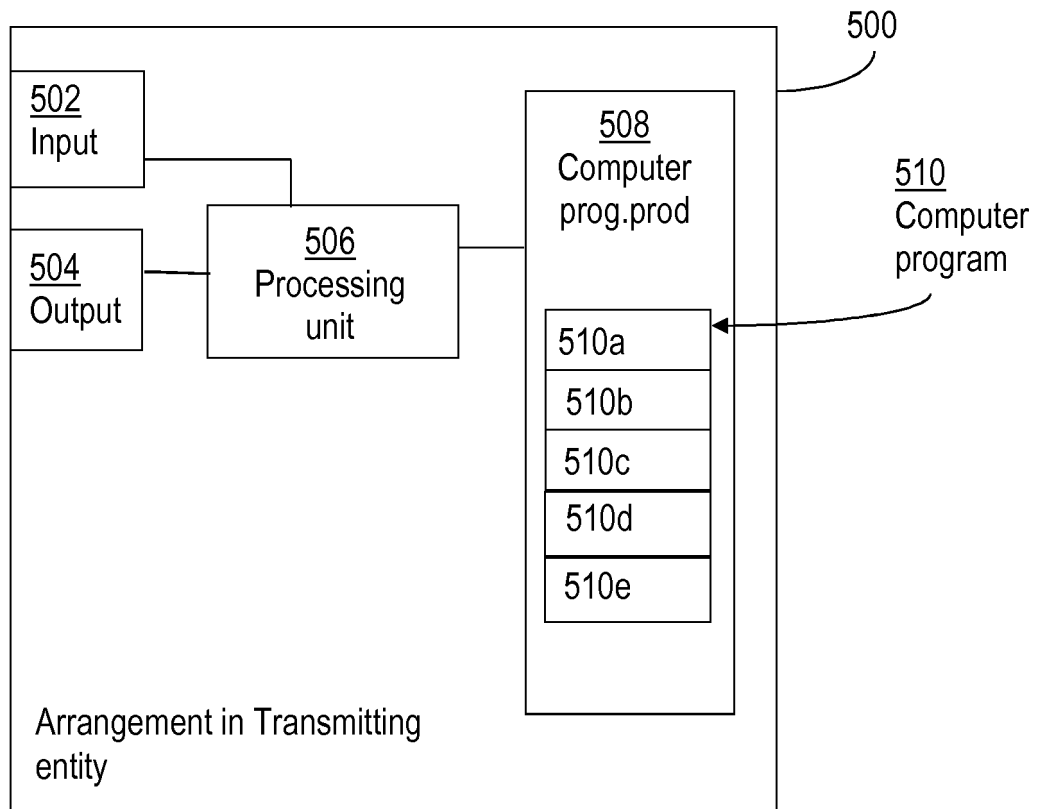 500
502
Input
508
Computer
prog.prod
510
Computer
program
506
Processing
unit
504
Output
510a
510b
510c
510d
510e
Arrangement in Transmitting
entity